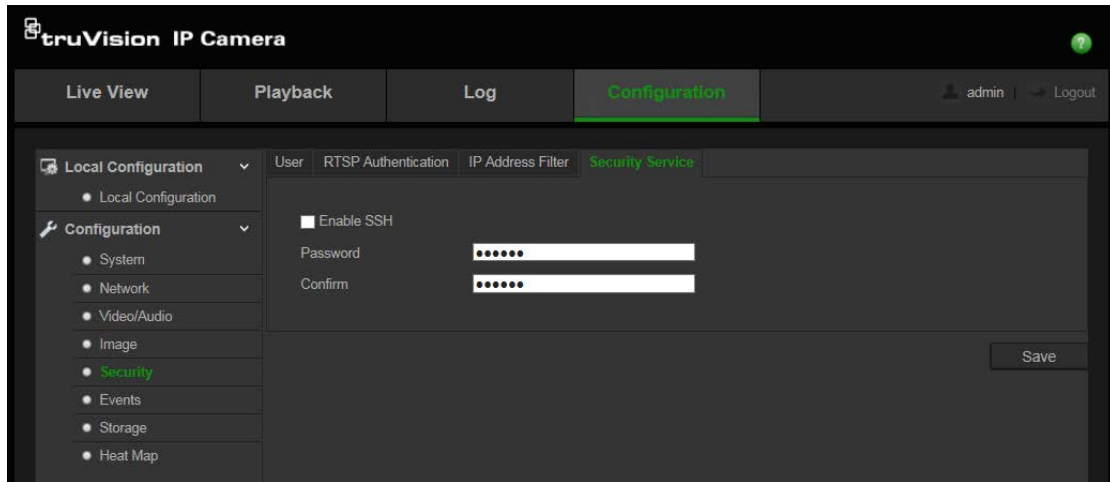 truVision IP Camera
?
Live View Playback Log Configuration admin Logout
Local Configuration
Local Configuration
Configuration
System
Network
Video/Audio
Image
Security
Events
Storage
Heat Map
User RTSP Authentication IP Address Filter Security Service
Enable SSH
Password ••••••
Confirm ••••••
Save